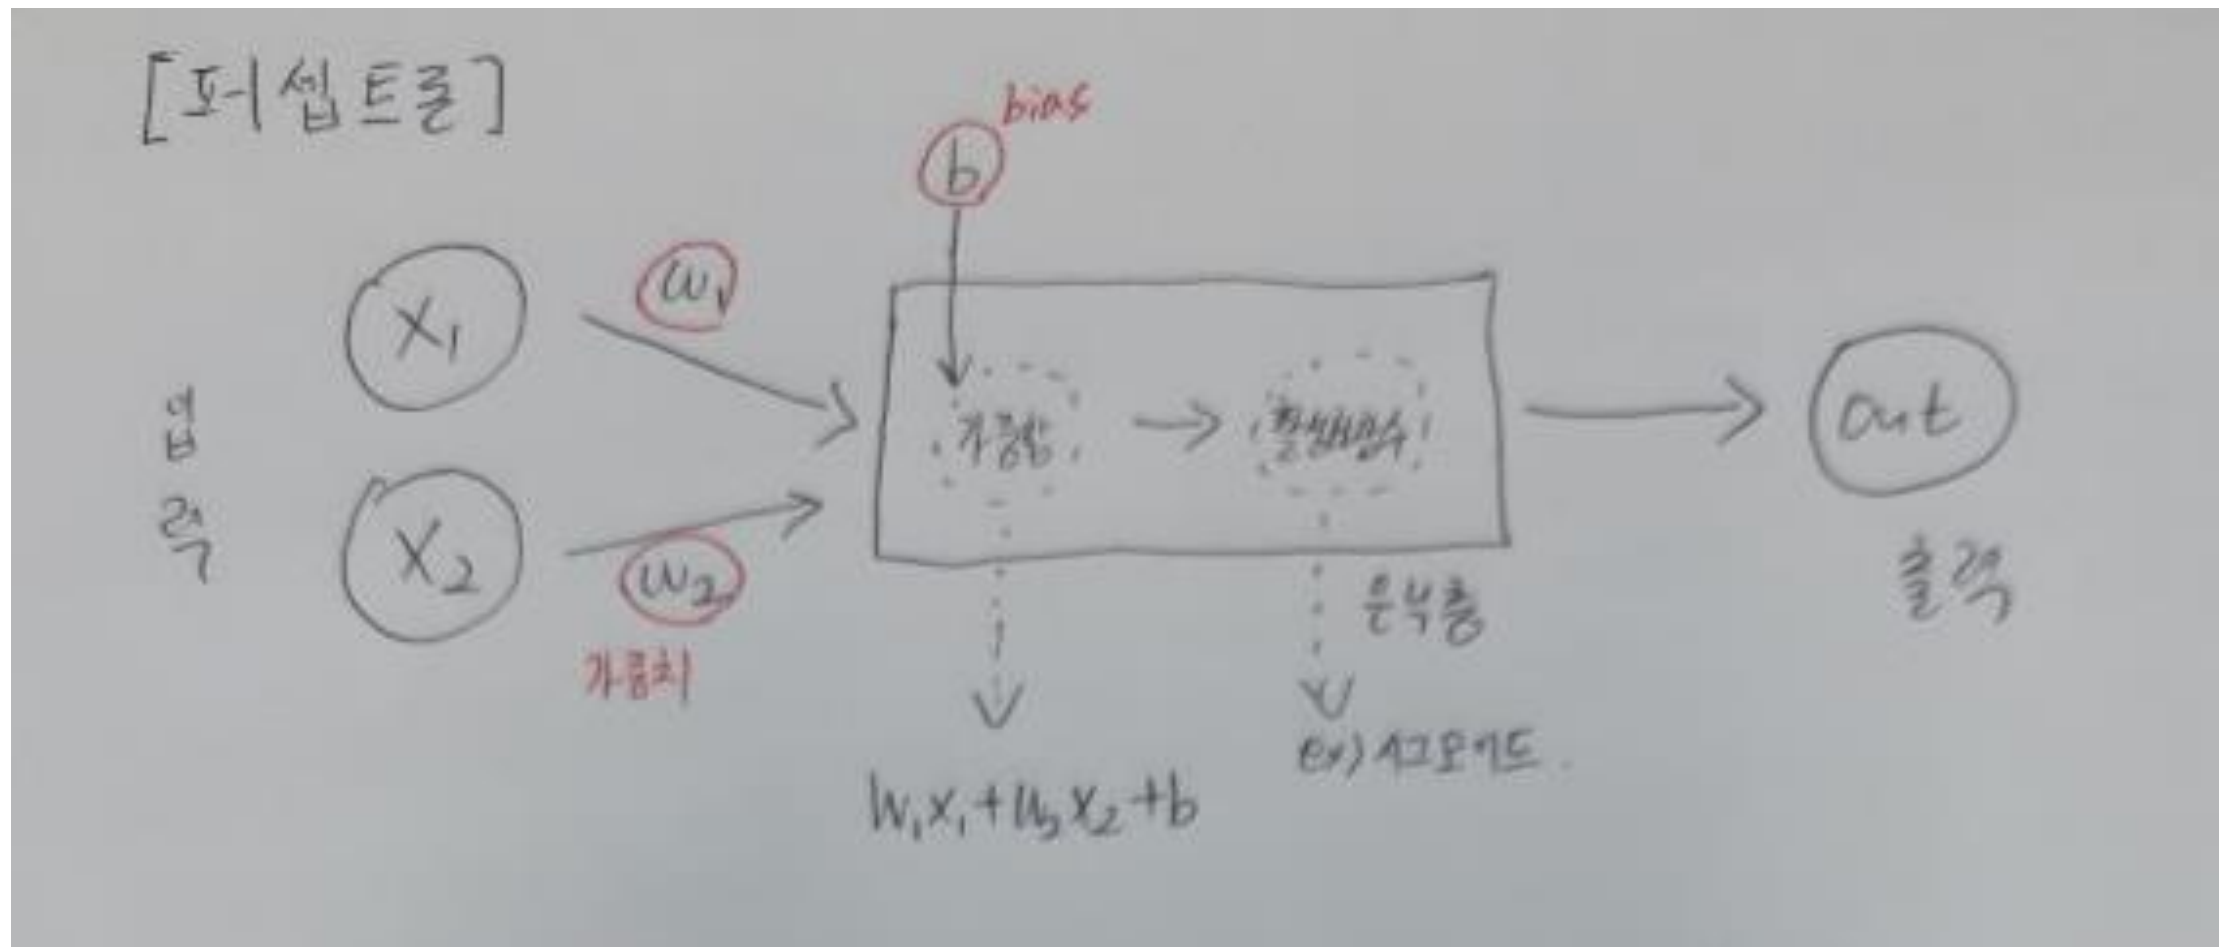 [퍼셉트론]
bias
b
w₁
x₁
입력
가중합
활성화함수
out
x₂
w₂
은닉층
출력
가중치
ex) 시그모이드.
w₁x₁+w₂x₂+b